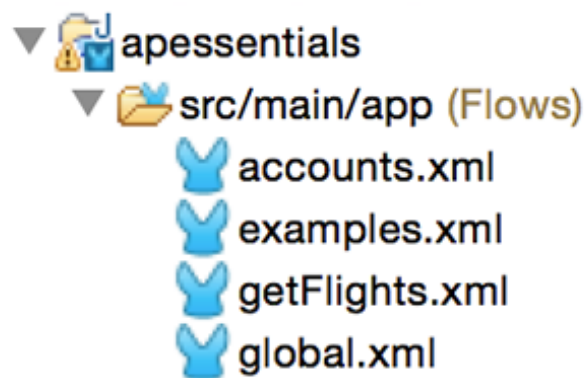 apessentials
src/main/app (Flows)
accounts.xml
examples.xml
getFlights.xml
global.xml